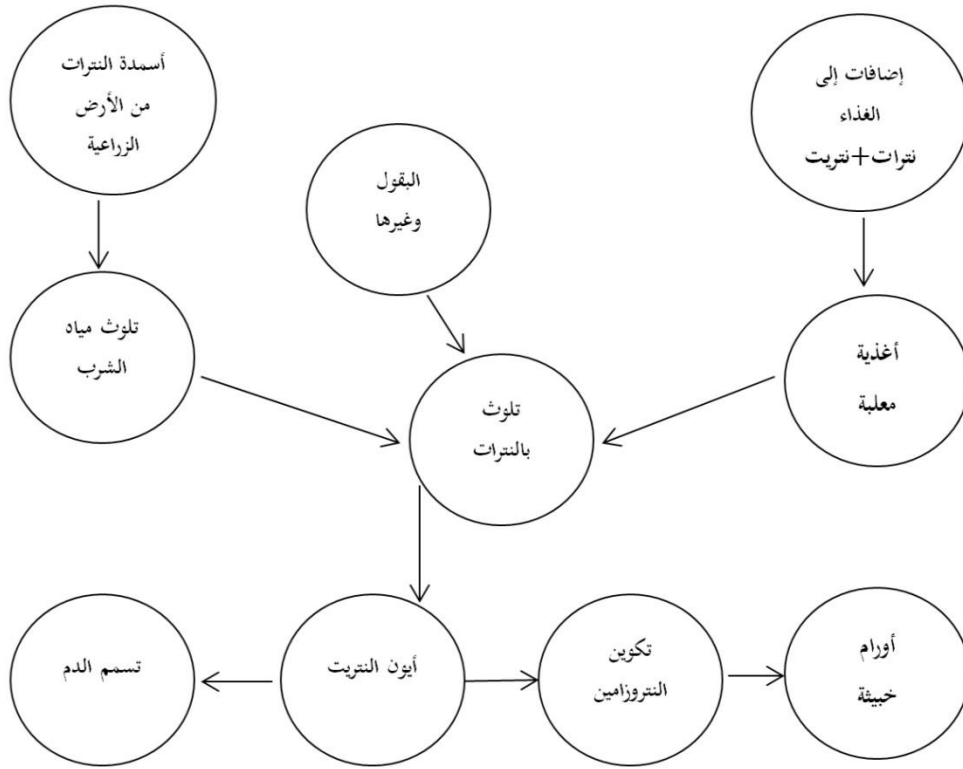 أسمدة النترات
من الأرض
الزراعية
إضافات إلى
الغذاء
نترات+نتريت
البقول
وغيرها
تلوث مياه
الشرب
أغذية
معلبة
تلوث
بالنترات
تسمم الدم
أيون النتريت
تكوين
النتروزامين
أورام
خبيثة